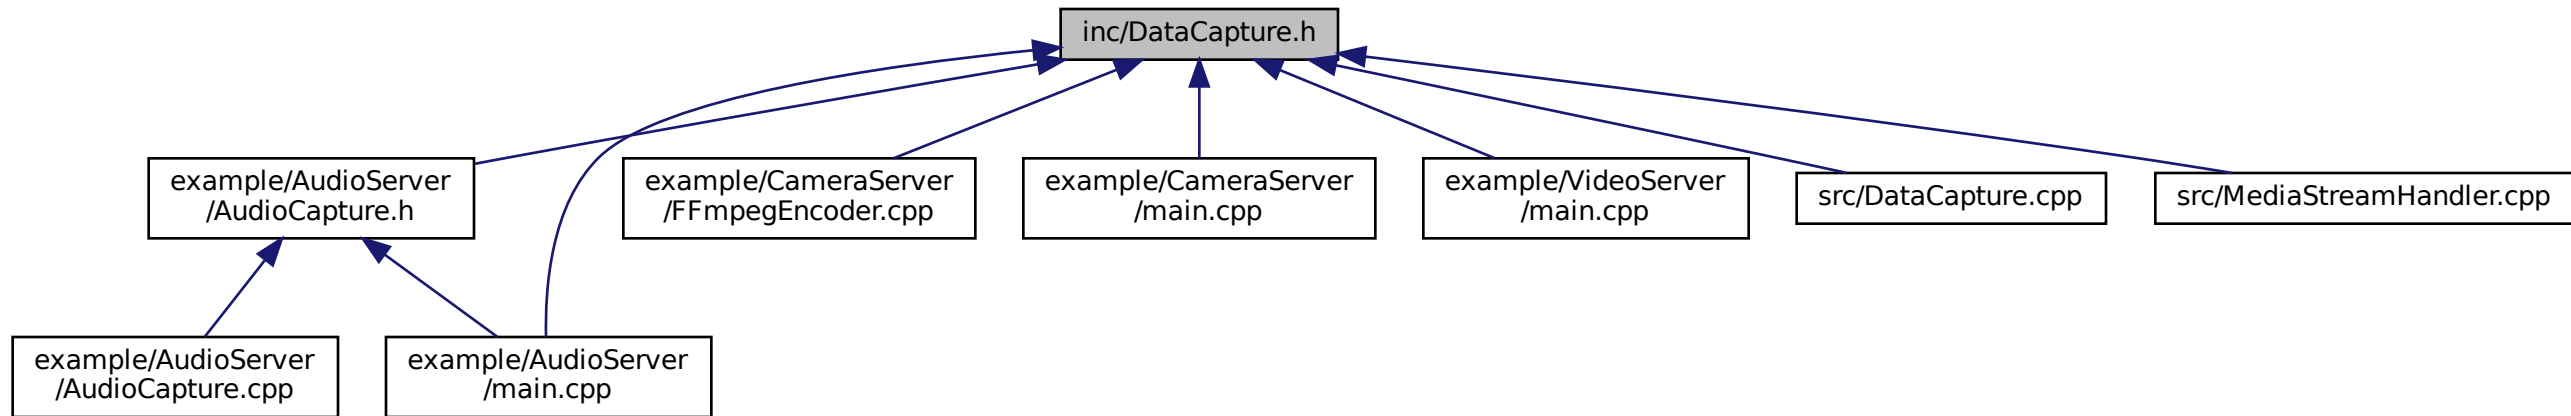 inc/DataCapture.h
example/AudioServer
/AudioCapture.h
example/CameraServer
/FFmpegEncoder.cpp
example/CameraServer
/main.cpp
example/VideoServer
/main.cpp
src/DataCapture.cpp
src/MediaStreamHandler.cpp
example/AudioServer
/AudioCapture.cpp
example/AudioServer
/main.cpp